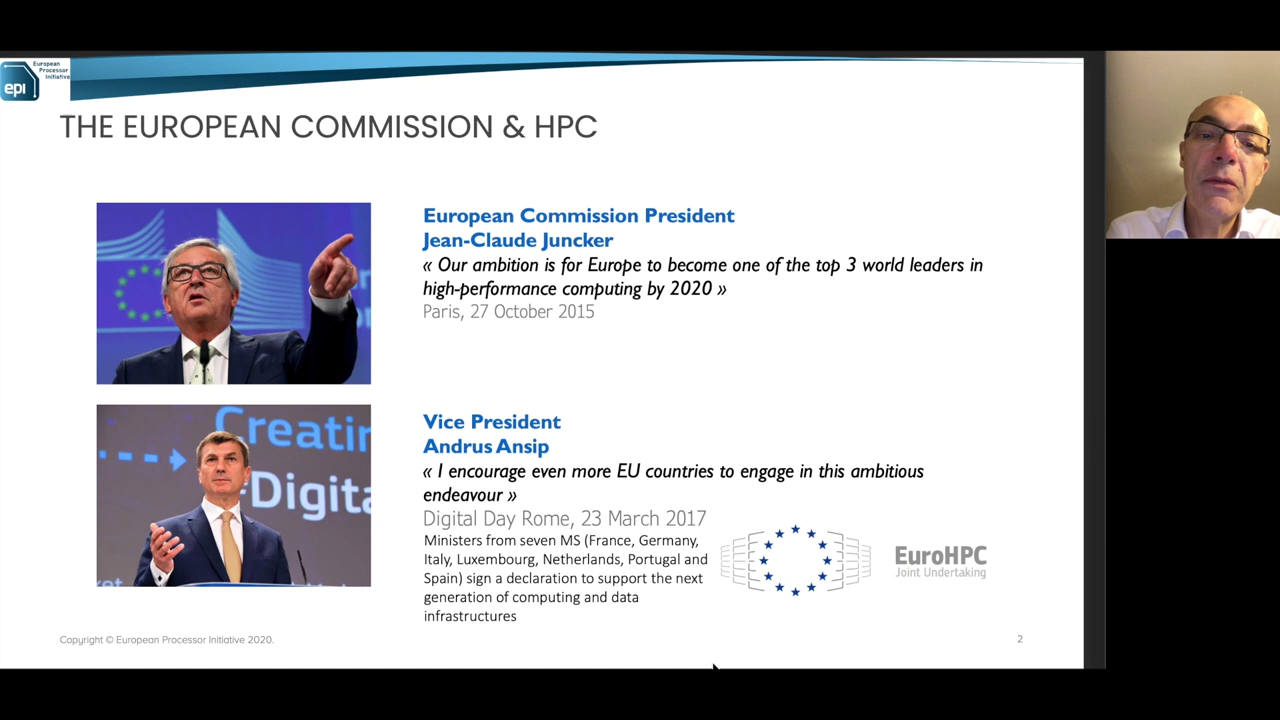 European
Processor
Initiative
epi
THE EUROPEAN COMMISSION & HPC
European Commission President
Jean-Claude Juncker
« Our ambition is for Europe to become one of the top 3 world leaders in
high-performance computing by 2020 »
Paris, 27 October 2015
Creatin
Digita
Vice President
Andrus Ansip
« I encourage even more EU countries to engage in this ambitious
endeavour »
Digital Day Rome, 23 March 2017
Ministers from seven MS (France, Germany,
Italy, Luxembourg, Netherlands, Portugal and
Spain) sign a declaration to support the next
generation of computing and data
infrastructures
EuroHPC
Joint Undertaking
Copyright © European Processor Initiative 2020.
2